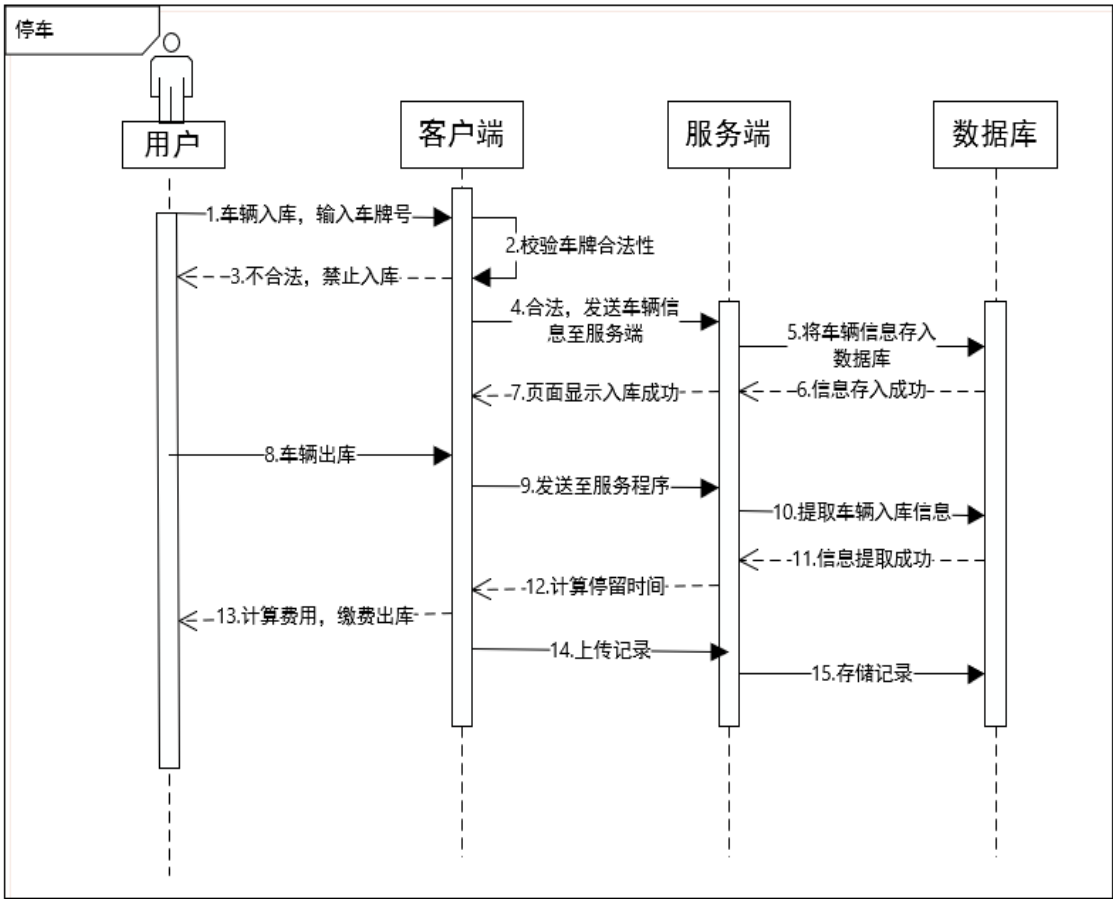 停车
用户
客户端
服务端
数据库
1.车辆入库，输入车牌号
2.校验车牌合法性
3.不合法，禁止入库
4.合法，发送车辆信
息至服务端
5.将车辆信息存入
数据库
6.信息存入成功
7.页面显示入库成功
8.车辆出库
9.发送至服务程序
10.提取车辆入库信息
11.信息提取成功
12.计算停留时间
13.计算费用，缴费出库
14.上传记录
15.存储记录